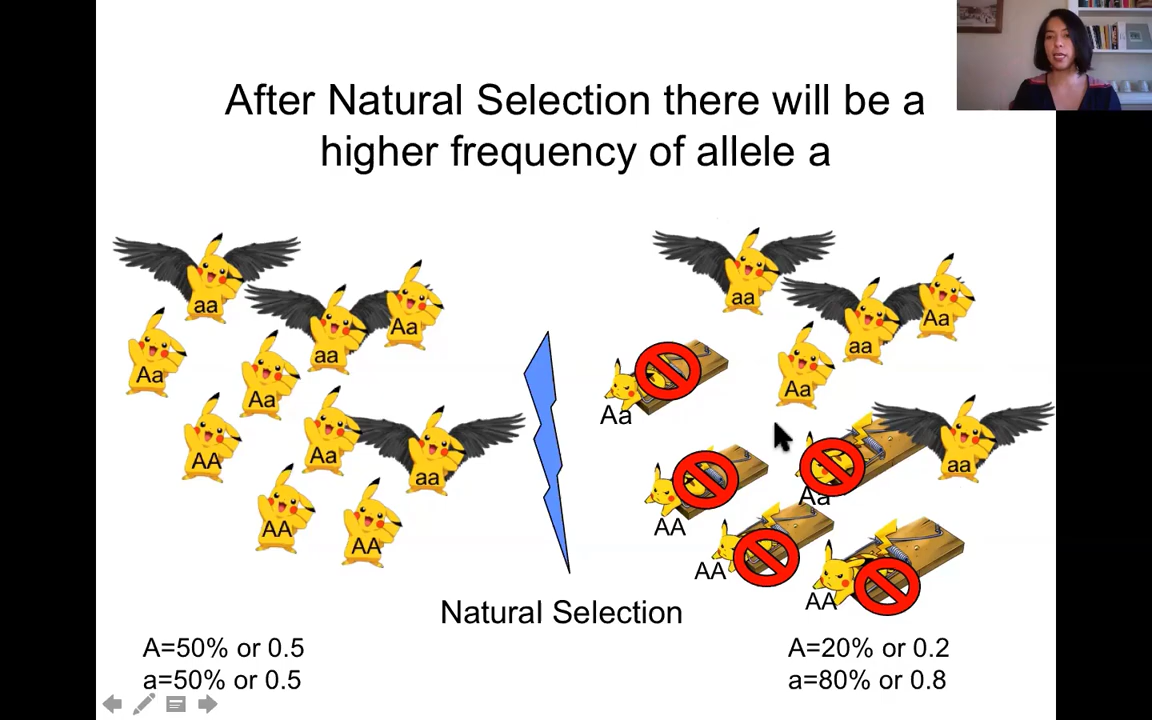 After Natural Selection there will be a
higher frequency of allele a
aa
aa
Aa
Aa
Aa
AA
Aa
aa
AA
AA
aa
aa
Aa
Aa
Aa
AA
Aa
aa
AA
AA
Natural Selection
A=50% or 0.5
a=50% or 0.5
A=20% or 0.2
a=80% or 0.8